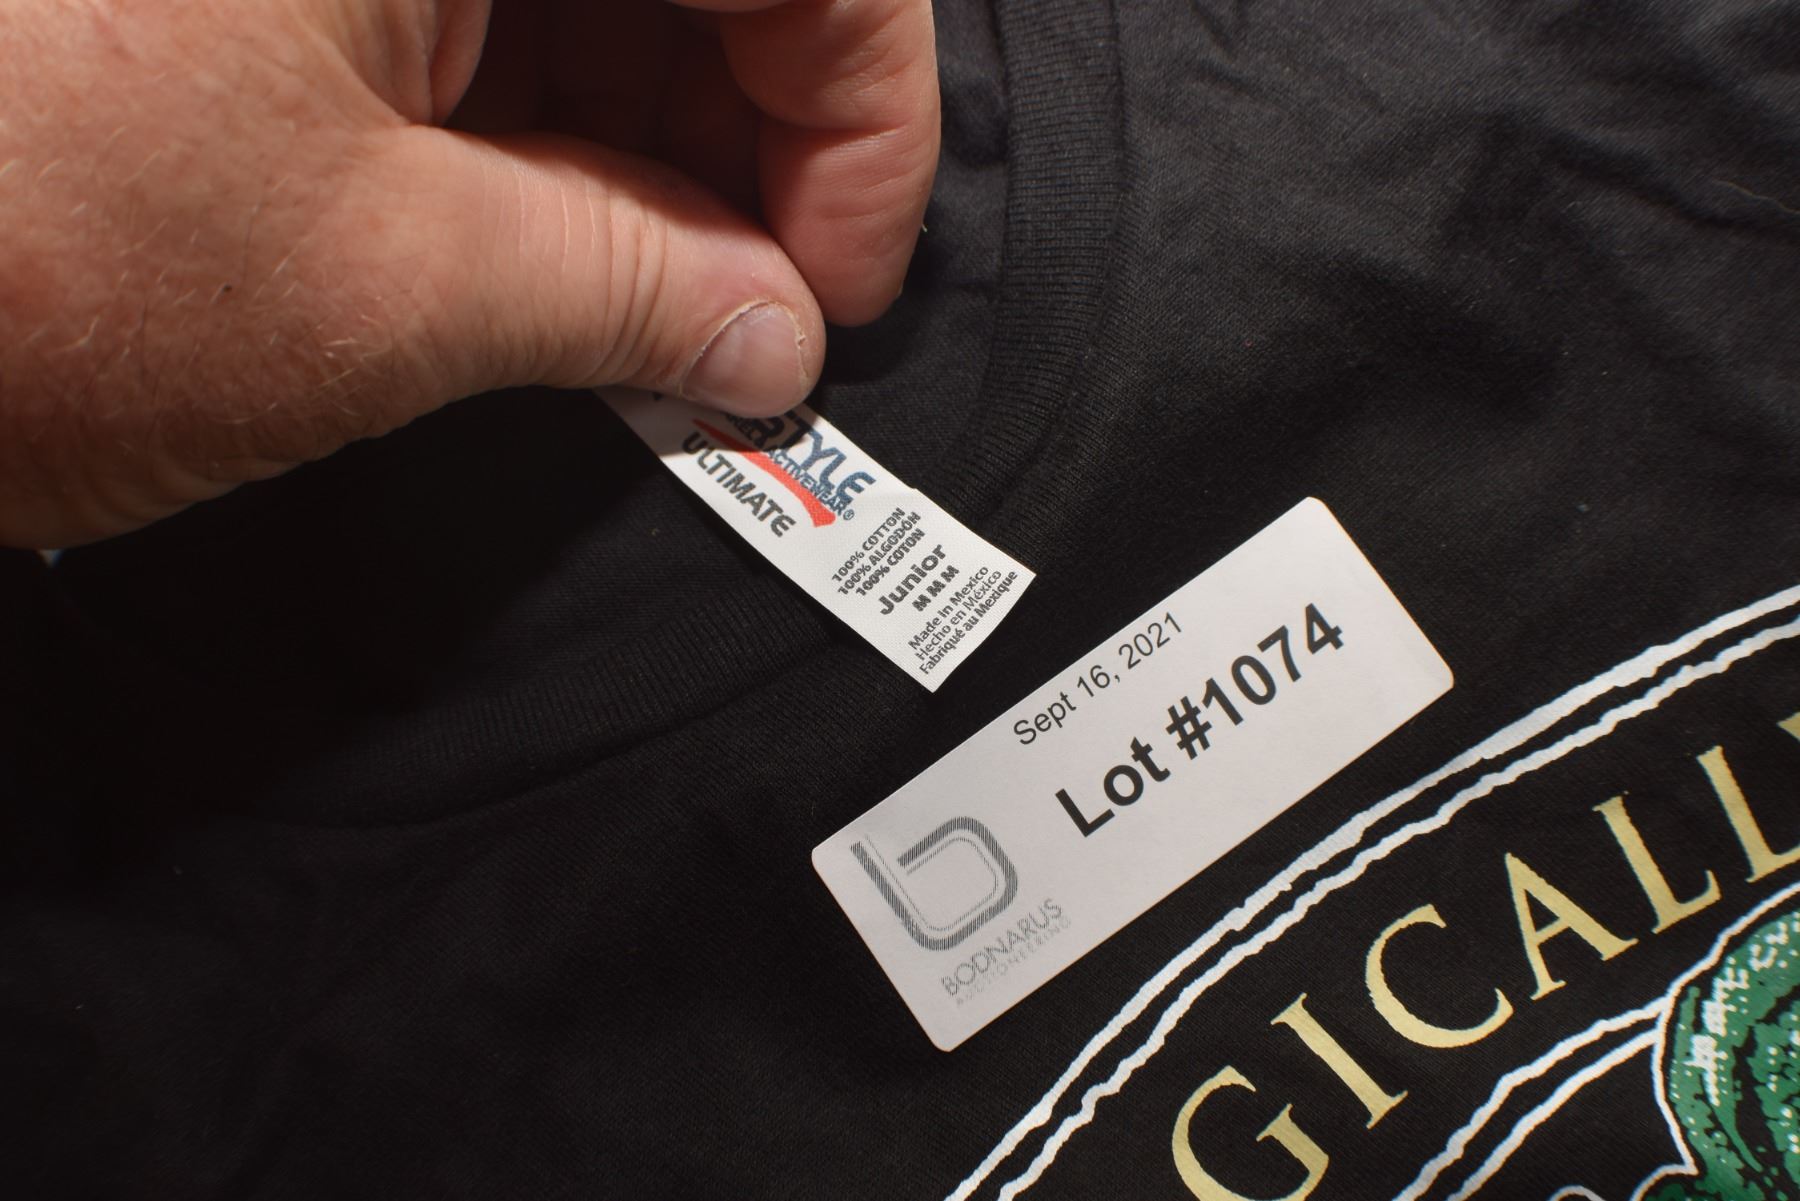 STYLE
ACTIVEWEAR®
ULTIMATE
100% COTTON
100% ALGODÓN
100% COTON
Junior
M M M
Made in Mexico
Hecho en México
Fabriqué au Mexique
Sept 16, 2021
Lot #1074
BODNARUS
AUCTIONEERING
GICALL